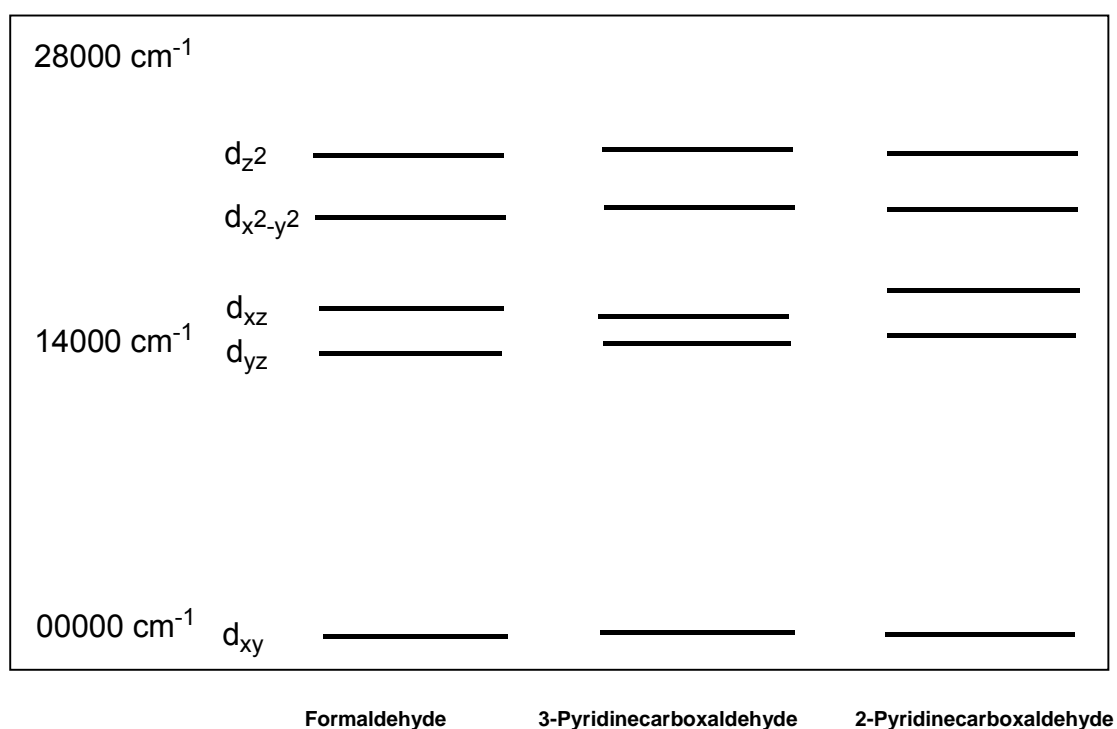 28000 cm-1
dz2
dx2-y2
dxz
14000 cm-1
dyz
00000 cm-1
dxy
Formaldehyde 3-Pyridinecarboxaldehyde 2-Pyridinecarboxaldehyde